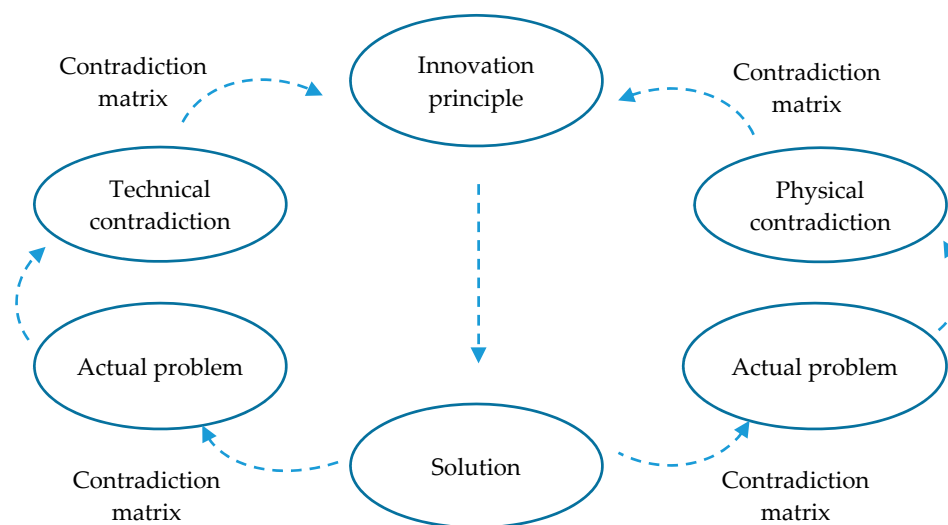 Contradiction
matrix
Innovation
principle
Contradiction
matrix
Technical
contradiction
Physical
contradiction
Actual problem
Actual problem
Contradiction
matrix
Solution
Contradiction
matrix